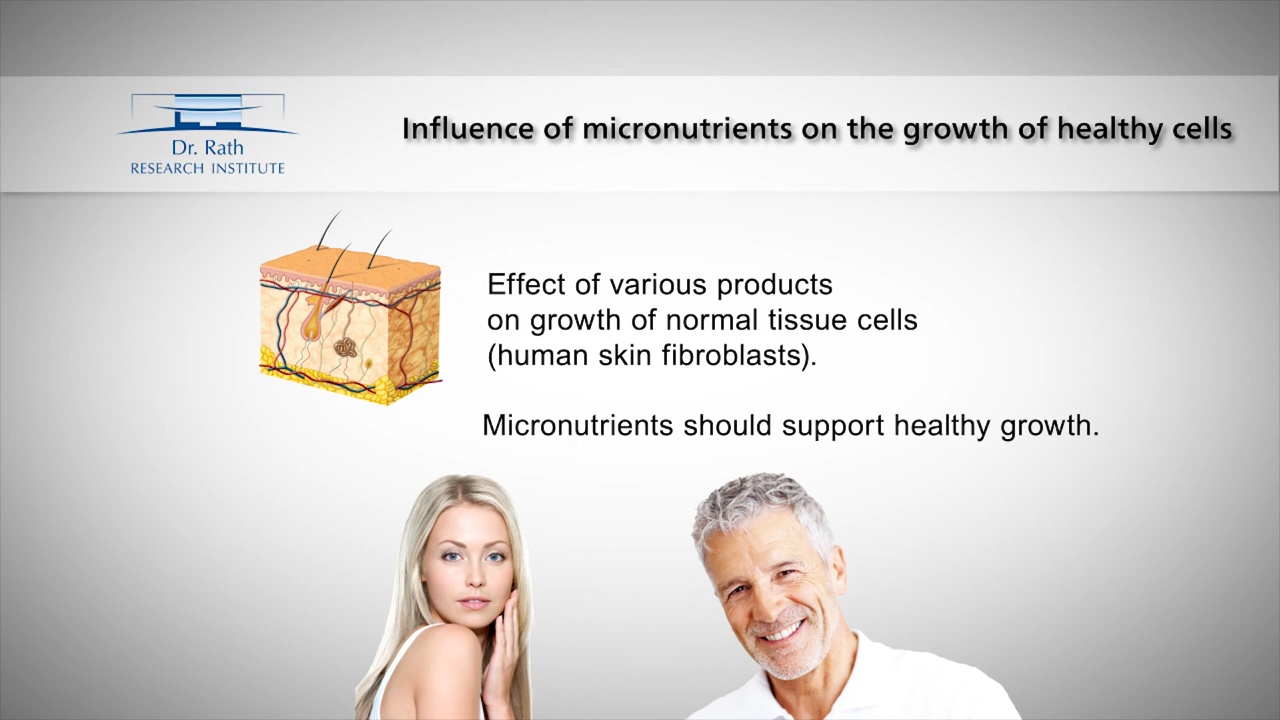 Dr. Rath
RESEARCH INSTITUTE
Influence of micronutrients on the growth of healthy cells
Effect of various products
on growth of normal tissue cells
(human skin fibroblasts).
Micronutrients should support healthy growth.